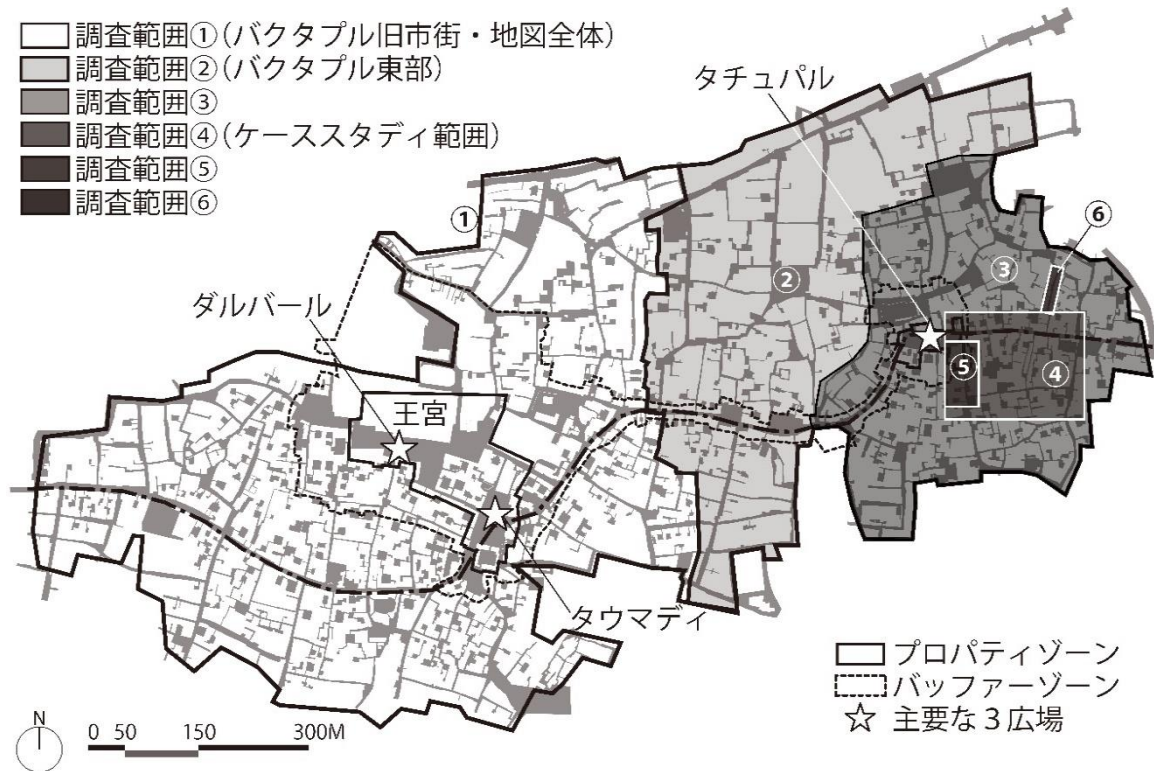 調査範囲①(バクタプル旧市街・地図全体)
調査範囲②(バクタプル東部)
調査範囲③
調査範囲④(ケーススタディ範囲)
調査範囲⑤
調査範囲⑥
タチュパル
①
⑥
②
③
ダルバール
⑤
④
王宮
タウマディ
プロパティゾーン
バッファーゾーン
主要な3広場
N
0 50 150 300M